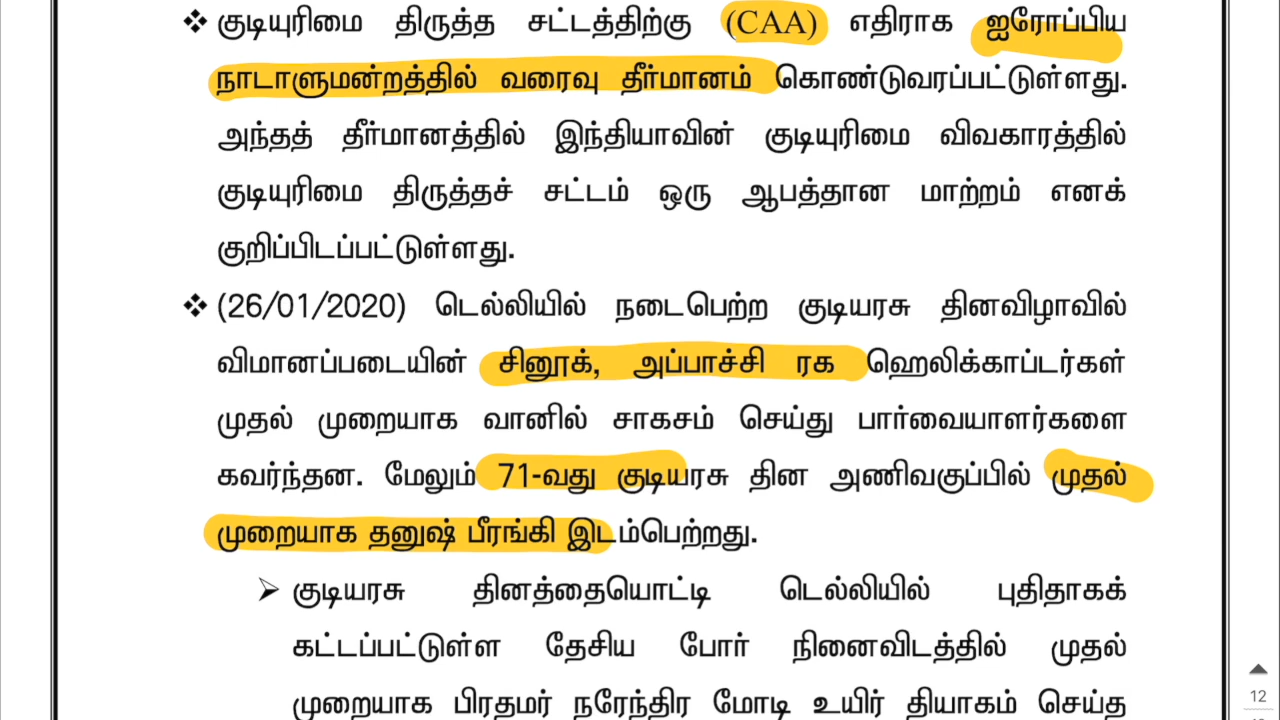 ❖ குடியுரிமை திருத்த சட்டத்திற்கு (CAA) எதிராக ஐரோப்பிய
நாடாளுமன்றத்தில் வரைவு தீர்மானம் கொண்டுவரப்பட்டுள்ளது.
அந்தத் தீர்மானத்தில் இந்தியாவின் குடியுரிமை விவகாரத்தில்
குடியுரிமை திருத்தச் சட்டம் ஒரு ஆபத்தான மாற்றம் எனக்
குறிப்பிடப்பட்டுள்ளது.
❖ (26/01/2020) டெல்லியில் நடைபெற்ற குடியரசு தினவிழாவில்
விமானப்படையின் சினூக், அப்பாச்சி ரக ஹெலிக்காப்டர்கள்
முதல் முறையாக வானில் சாகசம் செய்து பார்வையாளர்களை
கவர்ந்தன. மேலும் 71-வது குடியரசு தின அணிவகுப்பில் முதல்
முறையாக தனுஷ் பீரங்கி இடம்பெற்றது.
➢ குடியரசு தினத்தையொட்டி டெல்லியில் புதிதாகக்
கட்டப்பட்டுள்ள தேசிய போர் நினைவிடத்தில் முதல்
முறையாக பிரதமர் நரேந்திர மோடி உயிர் தியாகம் செய்த
12